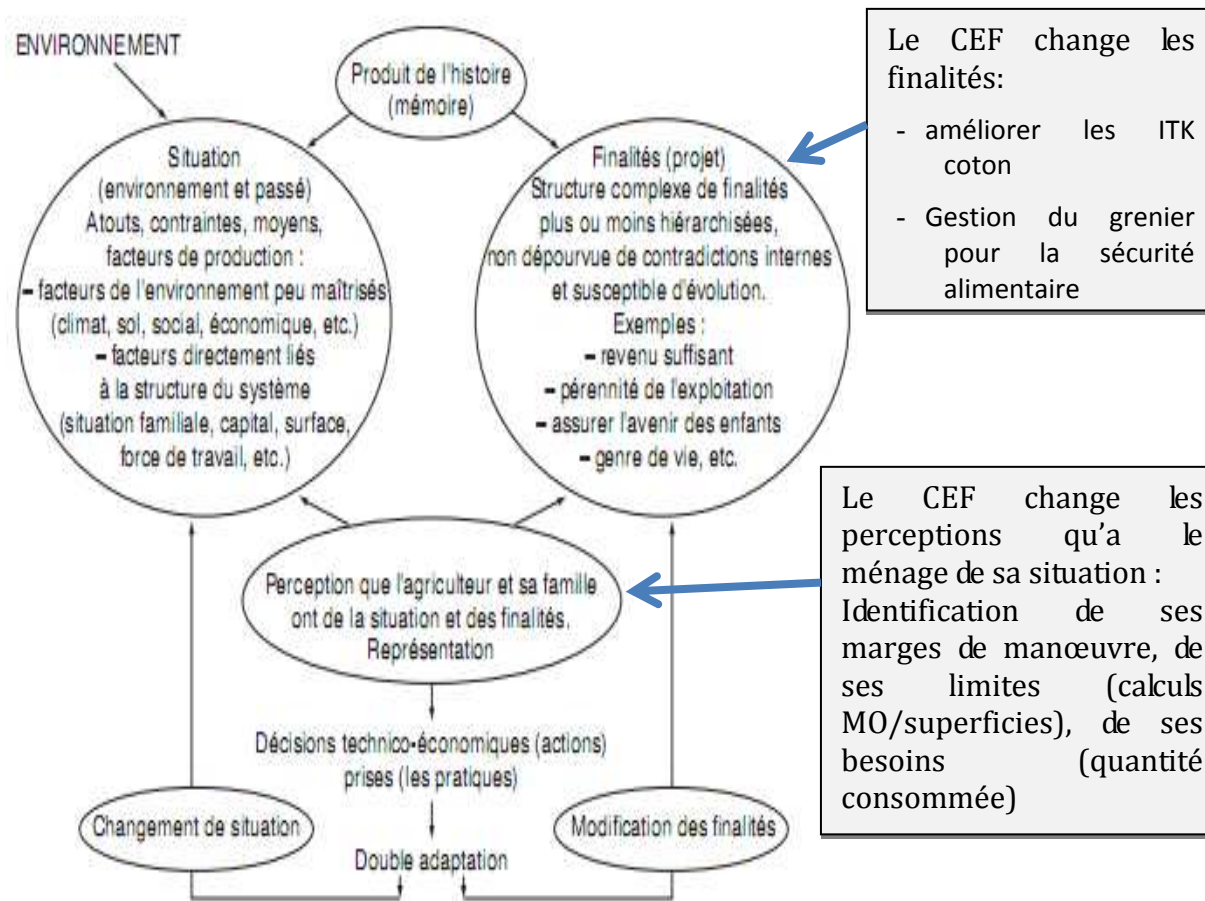 ENVIRONNEMENT
Produit de l'histoire
(mémoire)
Situation
(environnement et passé)
Atouts, contraintes, moyens,
facteurs de production :
– facteurs de l'environnement peu maîtrisés
(climat, sol, social, économique, etc.)
– facteurs directement liés
à la structure du système
(situation familiale, capital, surface,
force de travail, etc.)
Finalités (projet)
Structure complexe de finalités
plus ou moins hiérarchisées,
non dépourvue de contradictions internes
et susceptible d'évolution.
Exemples :
– revenu suffisant
– pérennité de l'exploitation
– assurer l'avenir des enfants
– genre de vie, etc.
Le CEF change les
finalités:
- améliorer les ITK
coton
- Gestion du grenier
pour la sécurité
alimentaire
Perception que l'agriculteur et sa famille
ont de la situation et des finalités.
Représentation
Le CEF change les
perceptions qu'a le
ménage de sa situation :
Identification de ses
marges de manœuvre, de
ses limites (calculs
MO/superficies), de ses
besoins (quantité
consommée)
Décisions technico-économiques (actions)
prises (les pratiques)
Changement de situation
Modification des finalités
Double adaptation